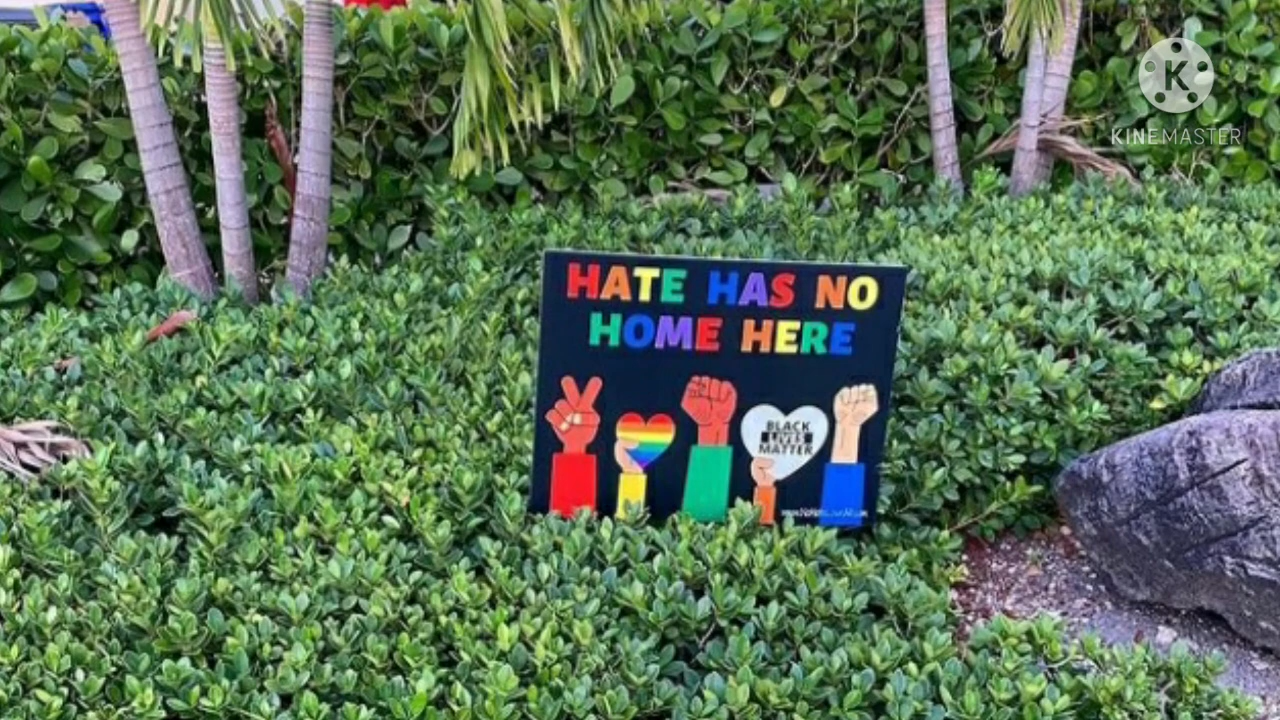 K
KINEMASTER
HATE HAS NO
HOME HERE
BLACK
LIVES
MATTER